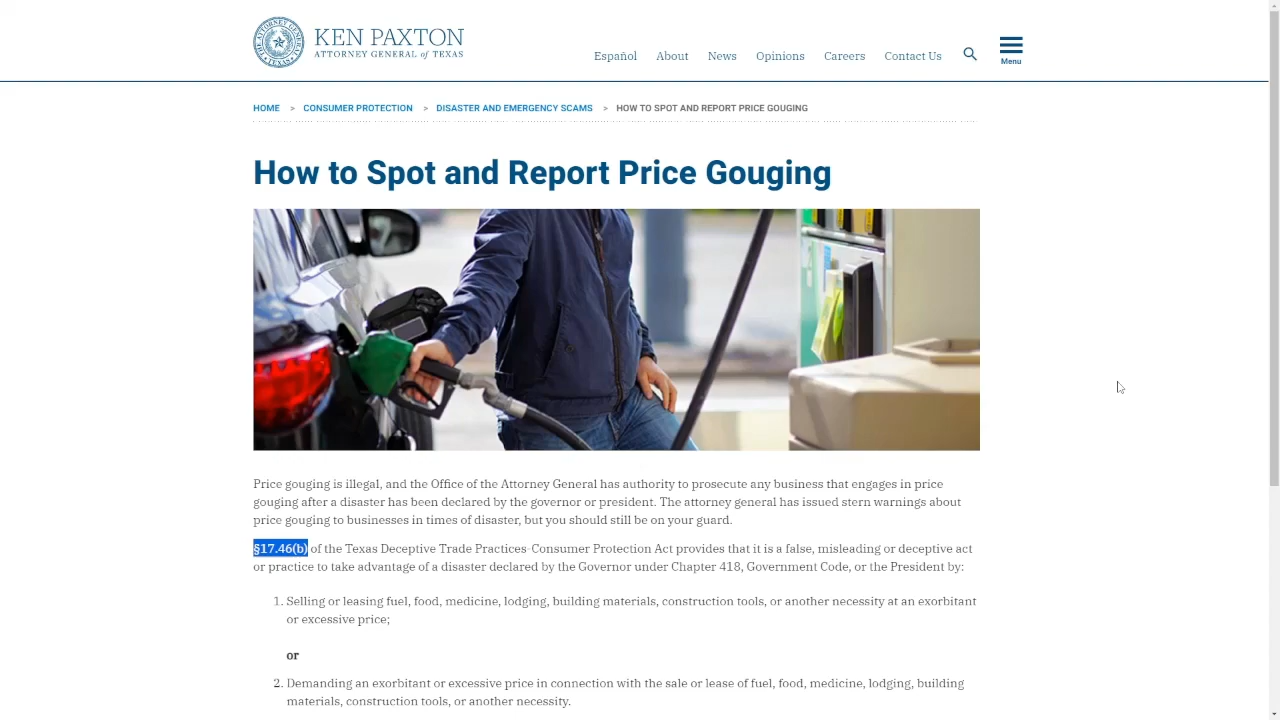 KEN PAXTON
ATTORNEY GENERAL of TEXAS
Español About News Opinions Careers Contact Us
Menu
HOME > CONSUMER PROTECTION > DISASTER AND EMERGENCY SCAMS > HOW TO SPOT AND REPORT PRICE GOUGING
How to Spot and Report Price Gouging
Price gouging is illegal, and the Office of the Attorney General has authority to prosecute any business that engages in price
gouging after a disaster has been declared by the governor or president. The attorney general has issued stern warnings about
price gouging to businesses in times of disaster, but you should still be on your guard.
§17.46(b) of the Texas Deceptive Trade Practices-Consumer Protection Act provides that it is a false, misleading or deceptive act
or practice to take advantage of a disaster declared by the Governor under Chapter 418, Government Code, or the President by:
1. Selling or leasing fuel, food, medicine, lodging, building materials, construction tools, or another necessity at an exorbitant
or excessive price;
or
2. Demanding an exorbitant or excessive price in connection with the sale or lease of fuel, food, medicine, lodging, building
materials, construction tools, or another necessity.